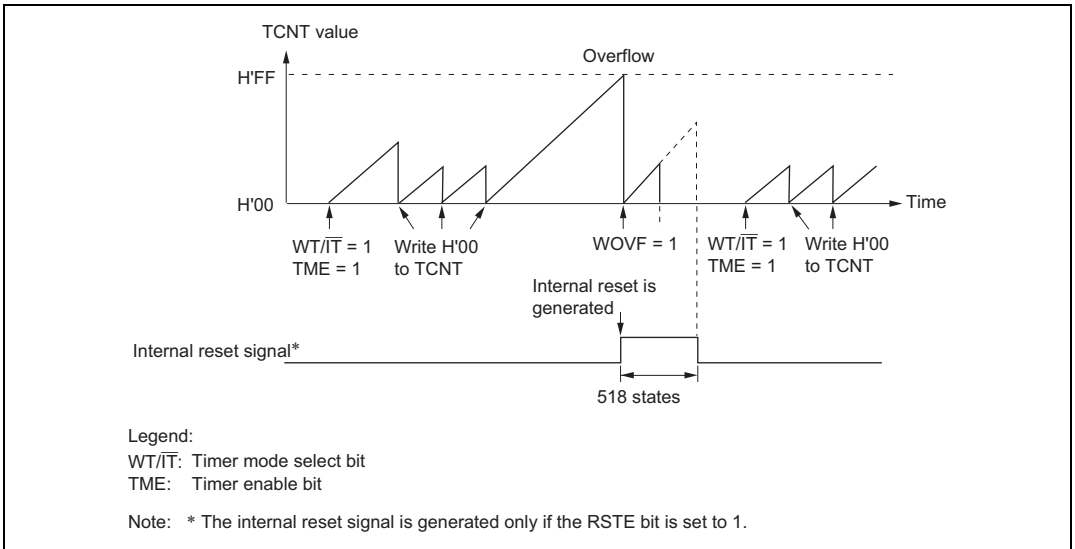 TCNT value
Overflow
H'FF
H'00
Time
WT/I̅T̅ = 1
TME = 1
Write H'00
to TCNT
WOVF = 1
WT/I̅T̅ = 1
TME = 1
Write H'00
to TCNT
Internal reset is
generated
Internal reset signal*
518 states
Legend:
WT/I̅T̅: Timer mode select bit
TME: Timer enable bit
Note: * The internal reset signal is generated only if the RSTE bit is set to 1.